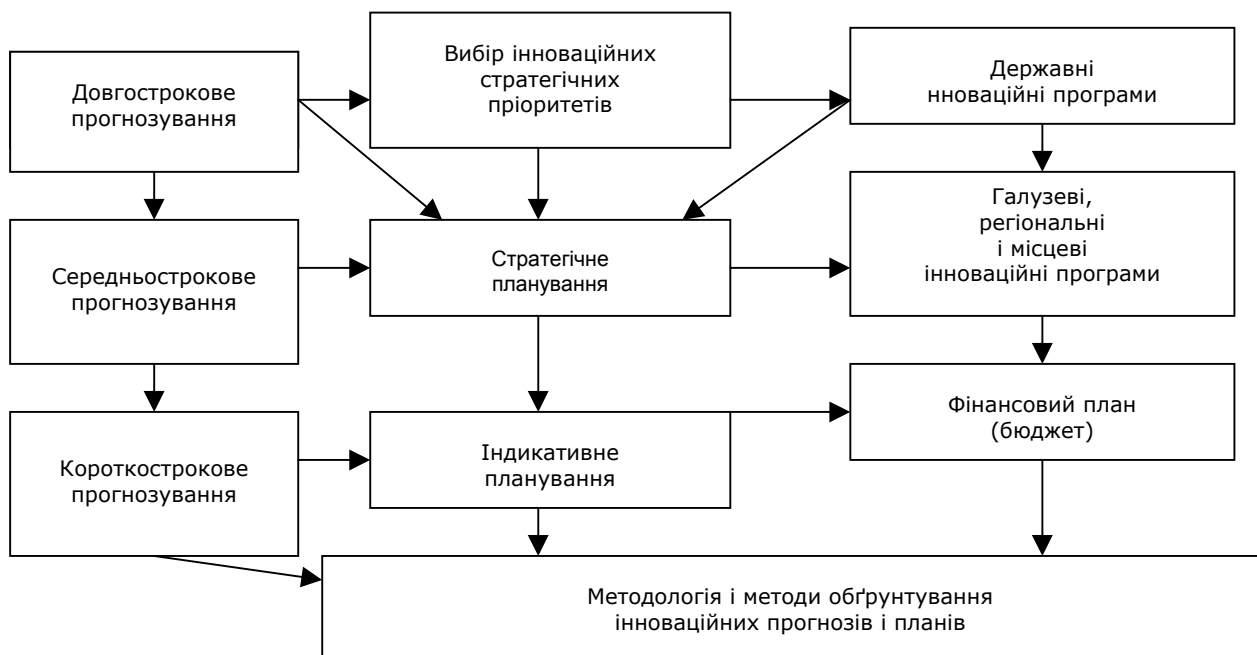 Довгострокове
прогнозування
Вибір інноваційних
стратегічних
пріоритетів
Державні
нноваційні програми
Середньострокове
прогнозування
Стратегічне
планування
Галузеві,
регіональні
і місцеві
інноваційні програми
Короткострокове
прогнозування
Індикативне
планування
Фінансовий план
(бюджет)
Методологія і методи обґрунтування
інноваційних прогнозів і планів